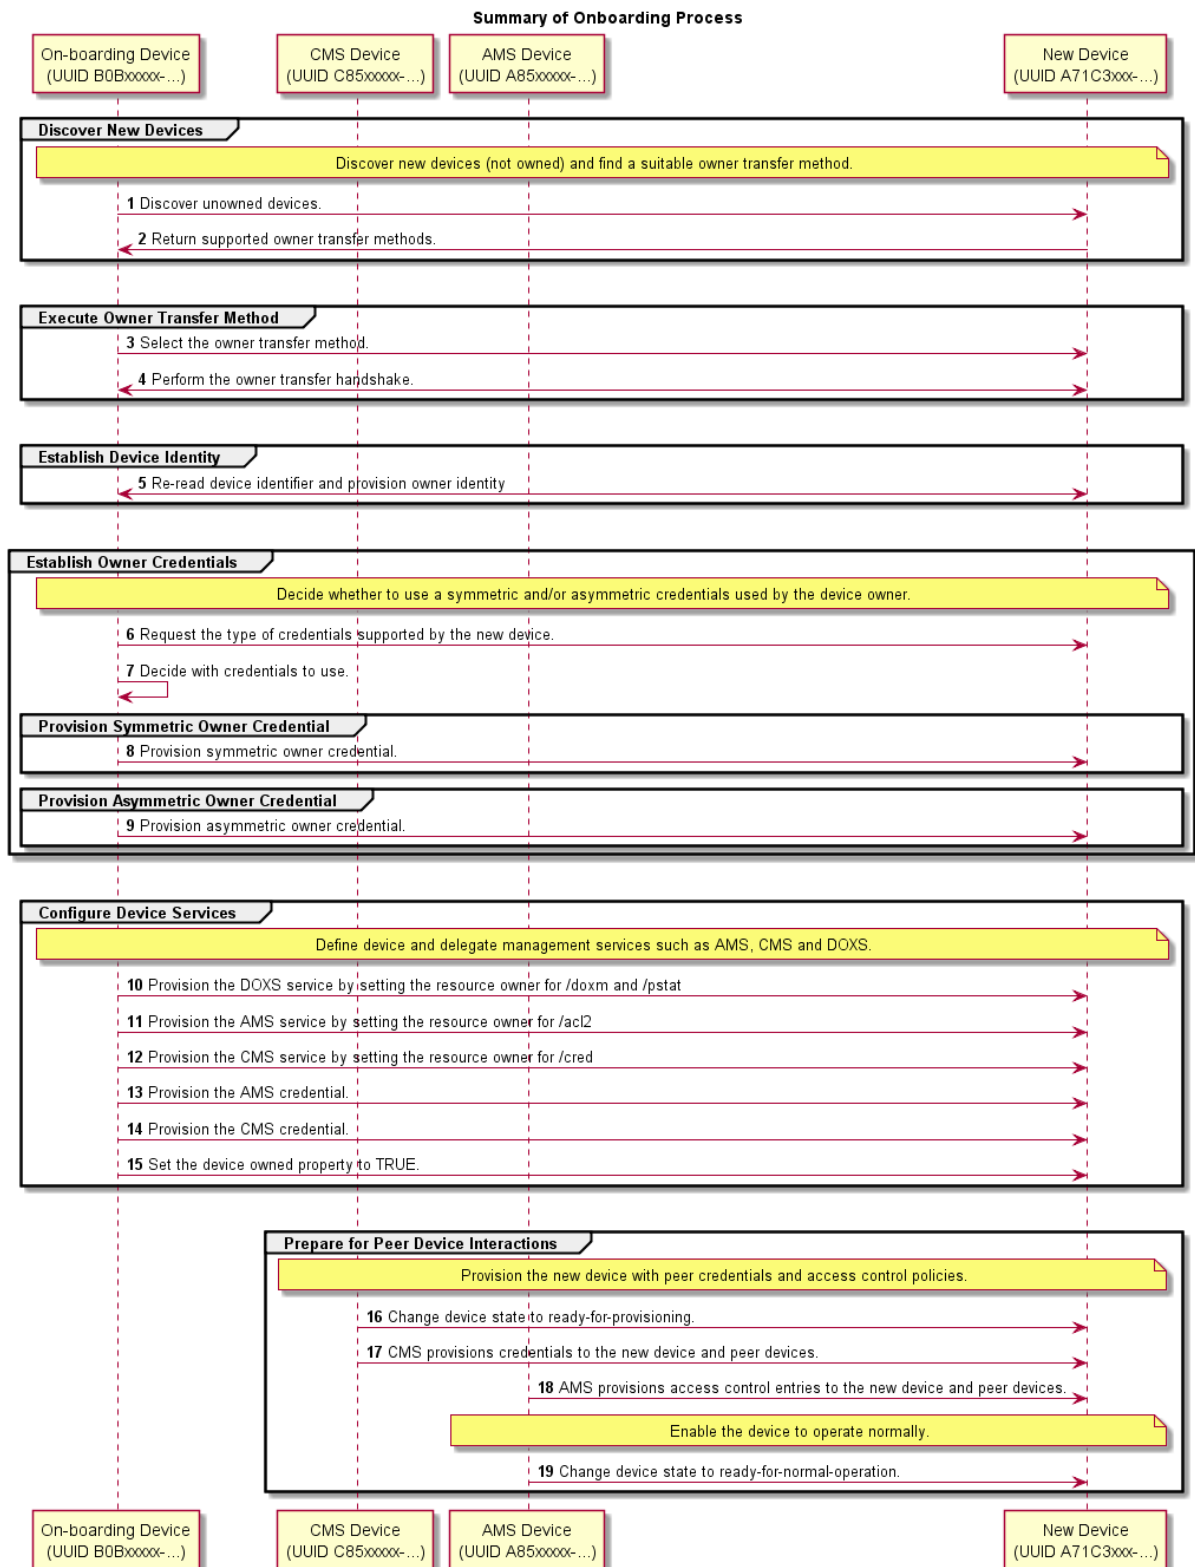 Summary of Onboarding Process
On-boarding Device
(UUID B0Bxxxxx-...)
CMS Device
(UUID C85xxxxx-...)
AMS Device
(UUID A85xxxxx-...)
New Device
(UUID A71C3xxx-...)
Discover New Devices
Discover new devices (not owned) and find a suitable owner transfer method.
1 Discover unowned devices.
2 Return supported owner transfer methods.
Execute Owner Transfer Method
3 Select the owner transfer method.
4 Perform the owner transfer handshake.
Establish Device Identity
5 Re-read device identifier and provision owner identity
Establish Owner Credentials
Decide whether to use a symmetric and/or asymmetric credentials used by the device owner.
6 Request the type of credentials supported by the new device.
7 Decide with credentials to use.
Provision Symmetric Owner Credential
8 Provision symmetric owner credential.
Provision Asymmetric Owner Credential
9 Provision asymmetric owner credential.
Configure Device Services
Define device and delegate management services such as AMS, CMS and DOXS.
10 Provision the DOXS service by setting the resource owner for /doxm and /pstat
11 Provision the AMS service by setting the resource owner for /acl2
12 Provision the CMS service by setting the resource owner for /cred
13 Provision the AMS credential.
14 Provision the CMS credential.
15 Set the device owned property to TRUE.
Prepare for Peer Device Interactions
Provision the new device with peer credentials and access control policies.
16 Change device state to ready-for-provisioning.
17 CMS provisions credentials to the new device and peer devices.
18 AMS provisions access control entries to the new device and peer devices.
Enable the device to operate normally.
19 Change device state to ready-for-normal-operation.
On-boarding Device
(UUID B0Bxxxxx-...)
CMS Device
(UUID C85xxxxx-...)
AMS Device
(UUID A85xxxxx-...)
New Device
(UUID A71C3xxx-...)